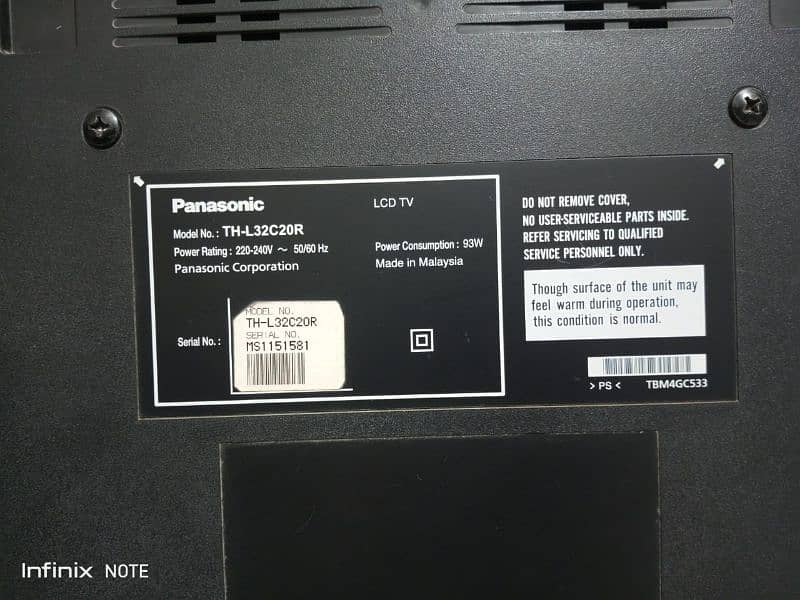 Panasonic
LCD TV
Model No. : TH-L32C20R
Power Rating : 220-240V ～ 50/60 Hz
Power Consumption : 93W
Panasonic Corporation
Made in Malaysia
Serial No. :
MODEL NO.
TH-L32C20R
SERIAL NO.
MS1151581
DO NOT REMOVE COVER,
NO USER-SERVICEABLE PARTS INSIDE.
REFER SERVICING TO QUALIFIED
SERVICE PERSONNEL ONLY.
Though surface of the unit may
feel warm during operation,
this condition is normal.
> PS < TBM4GC533
Infinix NOTE